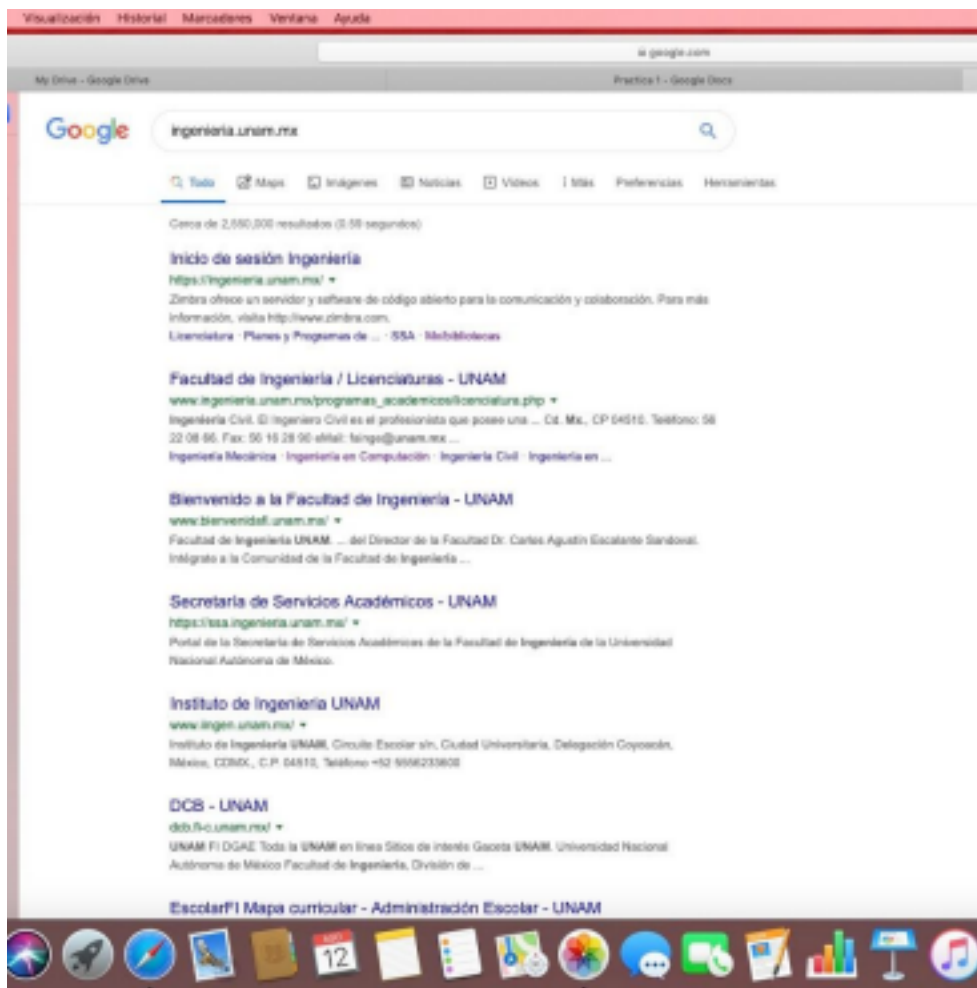 Visualización Historial Marcadores Ventana Ayuda
google.com
My Drive - Google Drive
Practica 1 - Google Docs
Google
ingenieria.unam.mx
Todo Maps Imágenes Noticias Videos Más Preferencias Herramientas
Cerca de 2,550,000 resultados (0.59 segundos)
Inicio de sesión Ingeniería
https://ingenieria.unam.mx/
Zimbra ofrece un servidor y software de código abierto para la comunicación y colaboración. Para más
información, visita http://www.zimbra.com.
Licenciatura · Planes y Programas de ... · SSA · Minibibliotecas
Facultad de Ingeniería / Licenciaturas - UNAM
www.ingenieria.unam.mx/programas_academicos/licenciatura.php
Ingeniería Civil. El Ingeniero Civil es el profesionista que posee una ... Cd. Mx., CP 04510. Teléfono: 56
22 08 66. Fax: 56 16 28 90 eMail: faingo@unam.mx ...
Ingeniería Mecánica · Ingeniería en Computación · Ingeniería Civil · Ingeniería en ...
Bienvenido a la Facultad de Ingeniería - UNAM
www.bienvenidafi.unam.mx/
Facultad de Ingeniería UNAM. ... del Director de la Facultad Dr. Carlos Agustín Escalante Sandoval.
Intégrate a la Comunidad de la Facultad de Ingeniería ...
Secretaría de Servicios Académicos - UNAM
https://ssa.ingenieria.unam.mx/
Portal de la Secretaría de Servicios Académicos de la Facultad de Ingeniería de la Universidad
Nacional Autónoma de México.
Instituto de Ingeniería UNAM
www.iingen.unam.mx/
Instituto de Ingeniería UNAM, Circuito Escolar s/n, Ciudad Universitaria, Delegación Coyoacán,
México, CDMX., C.P. 04510, Teléfono +52 5556233600
DCB - UNAM
dcb.fi-c.unam.mx/
UNAM FI DGAE Toda la UNAM en línea Sitios de interés Gaceta UNAM. Universidad Nacional
Autónoma de México Facultad de Ingeniería, División de ...
EscolarFI Mapa curricular - Administración Escolar - UNAM
12